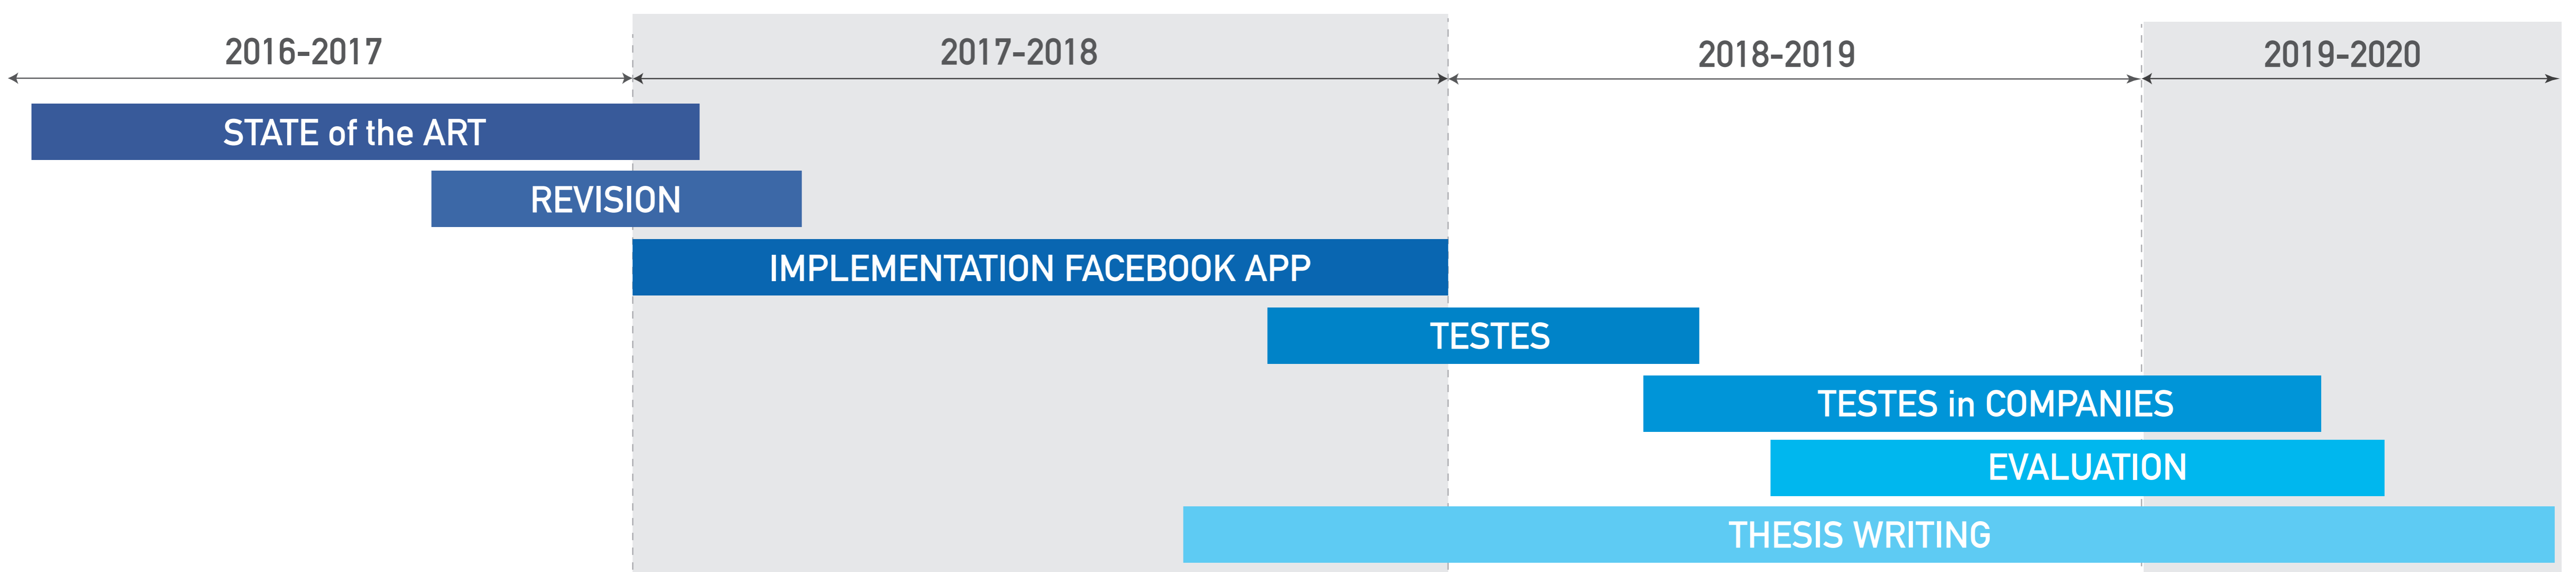 2016-2017
2017-2018
2018-2019
2019-2020
STATE of the ART
REVISION
IMPLEMENTATION FACEBOOK APP
TESTES
TESTES in COMPANIES
EVALUATION
THESIS WRITING